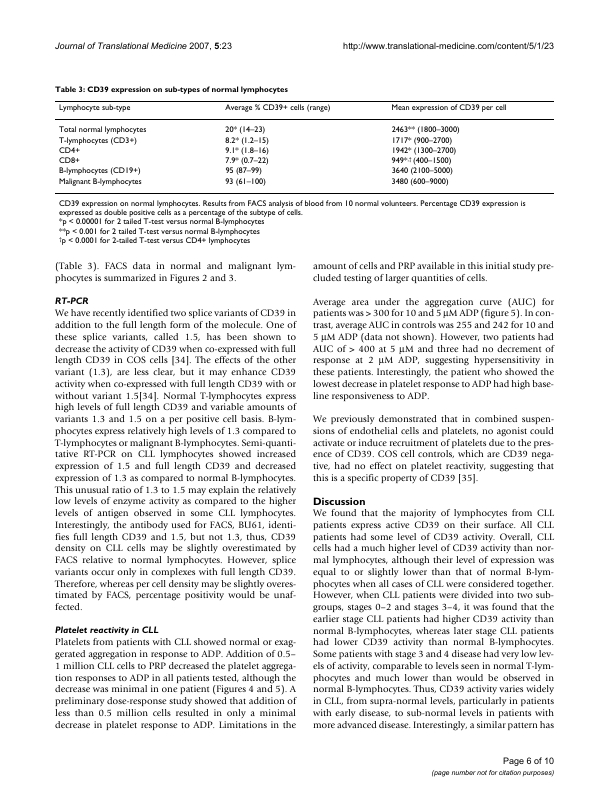 Journal of Translational Medicine 2007, 5:23
http://www.translational-medicine.com/content/5/1/23
Table 3: CD39 expression on sub-types of normal lymphocytes
Lymphocyte sub-type Average % CD39+ cells (range) Mean expression of CD39 per cell
Total normal lymphocytes 20* (14–23) 2463** (1800–3000)
T-lymphocytes (CD3+) 8.2* (1.2–15) 1717* (900–2700)
CD4+ 9.1* (1.8–16) 1942* (1300–2700)
CD8+ 7.9* (0.7–22) 949*,† (400–1500)
B-lymphocytes (CD19+) 95 (87–99) 3640 (2100–5000)
Malignant B-lymphocytes 93 (61–100) 3480 (600–9000)
CD39 expression on normal lymphocytes. Results from FACS analysis of blood from 10 normal volunteers. Percentage CD39 expression is
expressed as double positive cells as a percentage of the subtype of cells.
*p < 0.00001 for 2 tailed T-test versus normal B-lymphocytes
**p < 0.001 for 2 tailed T-test versus normal B-lymphocytes
†p < 0.0001 for 2-tailed T-test versus CD4+ lymphocytes
(Table 3). FACS data in normal and malignant lym-
phocytes is summarized in Figures 2 and 3.
RT-PCR
We have recently identified two splice variants of CD39 in
addition to the full length form of the molecule. One of
these splice variants, called 1.5, has been shown to
decrease the activity of CD39 when co-expressed with full
length CD39 in COS cells [34]. The effects of the other
variant (1.3), are less clear, but it may enhance CD39
activity when co-expressed with full length CD39 with or
without variant 1.5[34]. Normal T-lymphocytes express
high levels of full length CD39 and variable amounts of
variants 1.3 and 1.5 on a per positive cell basis. B-lym-
phocytes express relatively high levels of 1.3 compared to
T-lymphocytes or malignant B-lymphocytes. Semi-quanti-
tative RT-PCR on CLL lymphocytes showed increased
expression of 1.5 and full length CD39 and decreased
expression of 1.3 as compared to normal B-lymphocytes.
This unusual ratio of 1.3 to 1.5 may explain the relatively
low levels of enzyme activity as compared to the higher
levels of antigen observed in some CLL lymphocytes.
Interestingly, the antibody used for FACS, BU61, identi-
fies full length CD39 and 1.5, but not 1.3, thus, CD39
density on CLL cells may be slightly overestimated by
FACS relative to normal lymphocytes. However, splice
variants occur only in complexes with full length CD39.
Therefore, whereas per cell density may be slightly overes-
timated by FACS, percentage positivity would be unaf-
fected.
Platelet reactivity in CLL
Platelets from patients with CLL showed normal or exag-
gerated aggregation in response to ADP. Addition of 0.5–
1 million CLL cells to PRP decreased the platelet aggrega-
tion responses to ADP in all patients tested, although the
decrease was minimal in one patient (Figures 4 and 5). A
preliminary dose-response study showed that addition of
less than 0.5 million cells resulted in only a minimal
decrease in platelet response to ADP. Limitations in the
amount of cells and PRP available in this initial study pre-
cluded testing of larger quantities of cells.
Average area under the aggregation curve (AUC) for
patients was > 300 for 10 and 5 μM ADP (figure 5). In con-
trast, average AUC in controls was 255 and 242 for 10 and
5 μM ADP (data not shown). However, two patients had
AUC of > 400 at 5 μM and three had no decrement of
response at 2 μM ADP, suggesting hypersensitivity in
these patients. Interestingly, the patient who showed the
lowest decrease in platelet response to ADP had high base-
line responsiveness to ADP.
We previously demonstrated that in combined suspen-
sions of endothelial cells and platelets, no agonist could
activate or induce recruitment of platelets due to the pres-
ence of CD39. COS cell controls, which are CD39 nega-
tive, had no effect on platelet reactivity, suggesting that
this is a specific property of CD39 [35].
Discussion
We found that the majority of lymphocytes from CLL
patients express active CD39 on their surface. All CLL
patients had some level of CD39 activity. Overall, CLL
cells had a much higher level of CD39 activity than nor-
mal lymphocytes, although their level of expression was
equal to or slightly lower than that of normal B-lym-
phocytes when all cases of CLL were considered together.
However, when CLL patients were divided into two sub-
groups, stages 0–2 and stages 3–4, it was found that the
earlier stage CLL patients had higher CD39 activity than
normal B-lymphocytes, whereas later stage CLL patients
had lower CD39 activity than normal B-lymphocytes.
Some patients with stage 3 and 4 disease had very low lev-
els of activity, comparable to levels seen in normal T-lym-
phocytes and much lower than would be observed in
normal B-lymphocytes. Thus, CD39 activity varies widely
in CLL, from supra-normal levels, particularly in patients
with early disease, to sub-normal levels in patients with
more advanced disease. Interestingly, a similar pattern has
Page 6 of 10
(page number not for citation purposes)